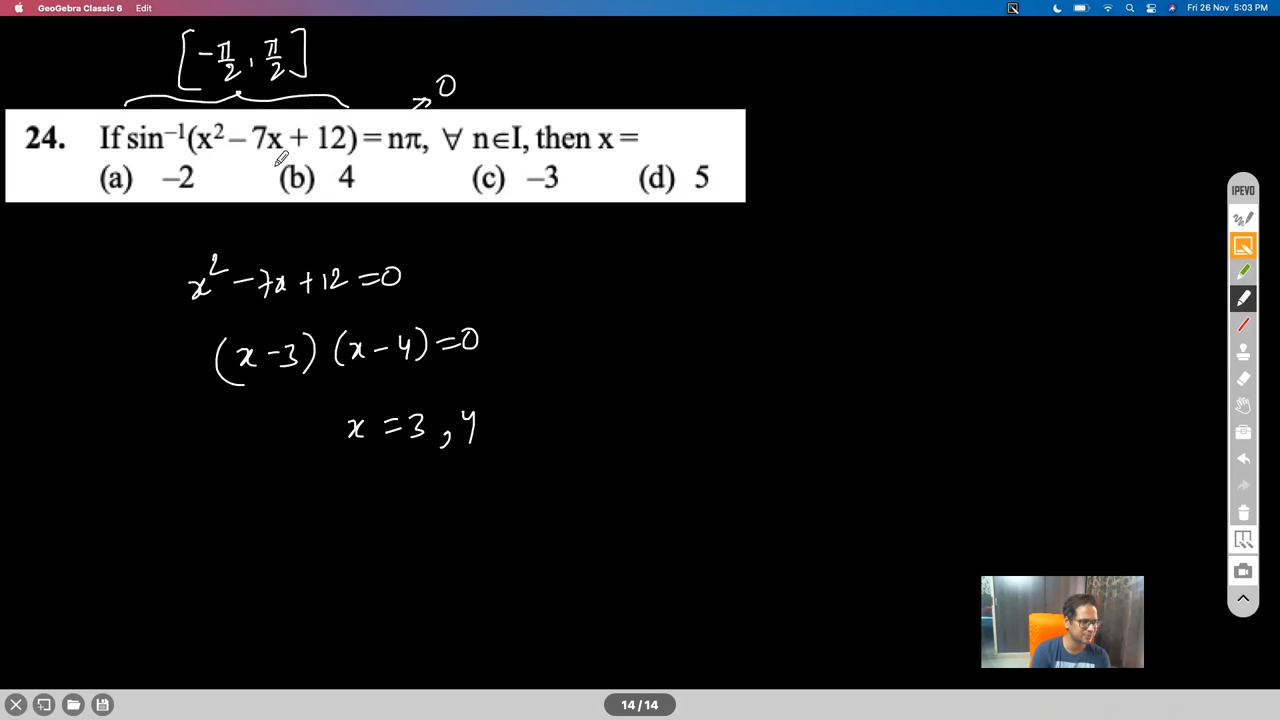 GeoGebra Classic 6 Edit Fri 26 Nov 5:03 PM
[-π/2, π/2]
0
24. If sin⁻¹(x² – 7x + 12) = nπ, ∀ n∈I, then x =
(a) –2 (b) 4 (c) –3 (d) 5
IPEVO
x² - 7x + 12 = 0
(x - 3) (x - 4) = 0
x = 3, 4
14 / 14